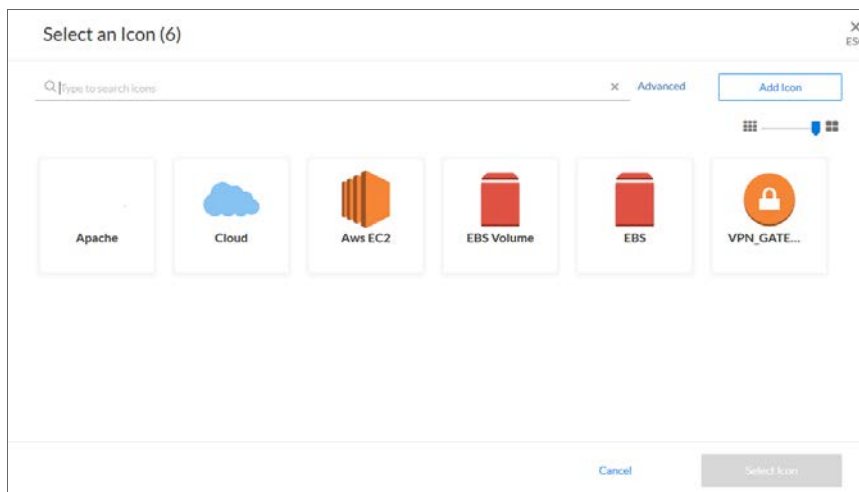 Select an Icon (6)
ES
Type to search icons
Advanced
Add Icon
Apache
Cloud
Aws EC2
EBS Volume
EBS
VPN_GATE...
Cancel
Select Icon